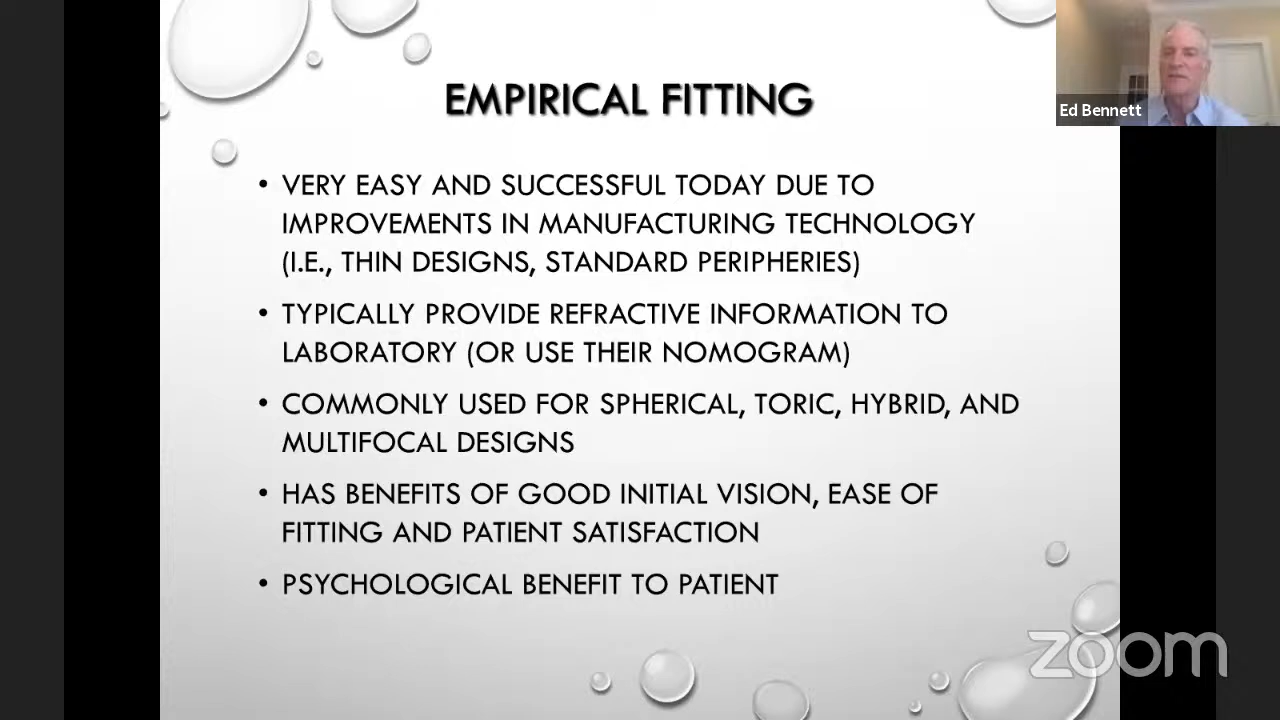 EMPIRICAL FITTING
Ed Bennett
• VERY EASY AND SUCCESSFUL TODAY DUE TO
IMPROVEMENTS IN MANUFACTURING TECHNOLOGY
(I.E., THIN DESIGNS, STANDARD PERIPHERIES)
• TYPICALLY PROVIDE REFRACTIVE INFORMATION TO
LABORATORY (OR USE THEIR NOMOGRAM)
• COMMONLY USED FOR SPHERICAL, TORIC, HYBRID, AND
MULTIFOCAL DESIGNS
• HAS BENEFITS OF GOOD INITIAL VISION, EASE OF
FITTING AND PATIENT SATISFACTION
• PSYCHOLOGICAL BENEFIT TO PATIENT
zoom